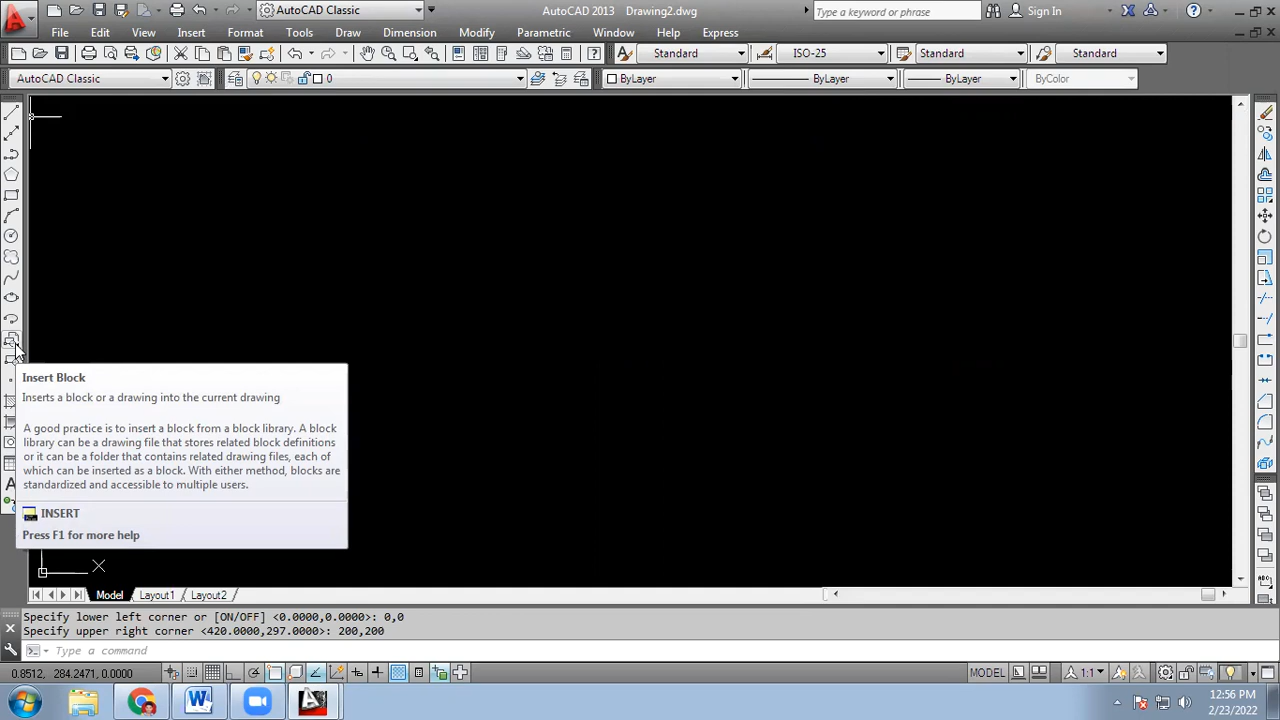 AutoCAD Classic
AutoCAD 2013 Drawing2.dwg
Type a keyword or phrase
Sign In
File Edit View Insert Format Tools Draw Dimension Modify Parametric Window Help Express
Standard ISO-25 Standard Standard
AutoCAD Classic 0 ByLayer ByLayer ByLayer ByColor
Insert Block
Inserts a block or a drawing into the current drawing
A good practice is to insert a block from a block library. A block
library can be a drawing file that stores related block definitions
or it can be a folder that contains related drawing files, each of
which can be inserted as a block. With either method, blocks are
standardized and accessible to multiple users.
INSERT
Press F1 for more help
X
Model Layout1 Layout2
Specify lower left corner or [ON/OFF] <0.0000,0.0000>: 0,0
Specify upper right corner <420.0000,297.0000>: 200,200
Type a command
0.8512, 284.2471, 0.0000
MODEL 1:1
12:56 PM
2/23/2022